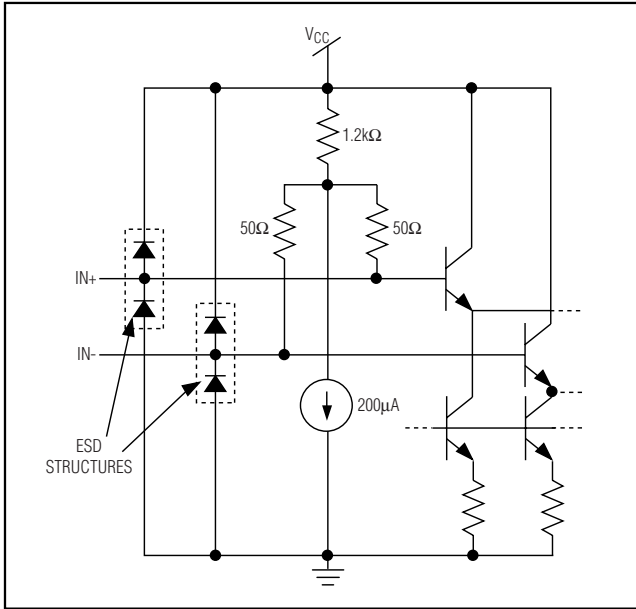 VCC
1.2kΩ
50Ω
50Ω
IN+
IN-
200µA
ESD
STRUCTURES